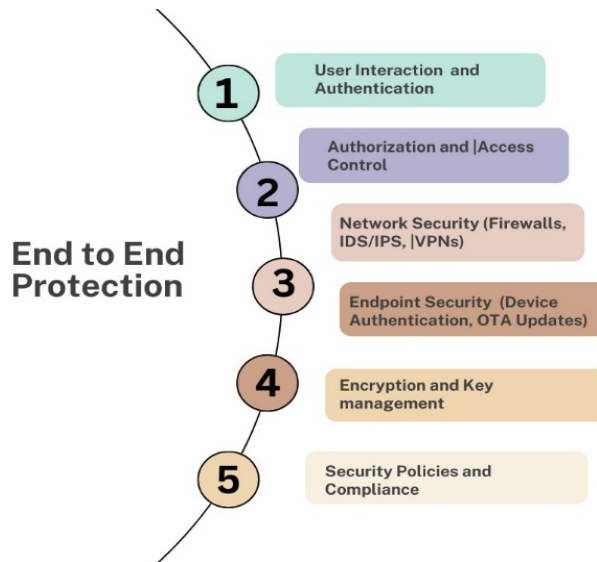 End to End
Protection
1
User Interaction and
Authentication
2
Authorization and |Access
Control
3
Network Security (Firewalls,
IDS/IPS, |VPNs)
Endpoint Security (Device
Authentication, OTA Updates)
4
Encryption and Key
management
5
Security Policies and
Compliance